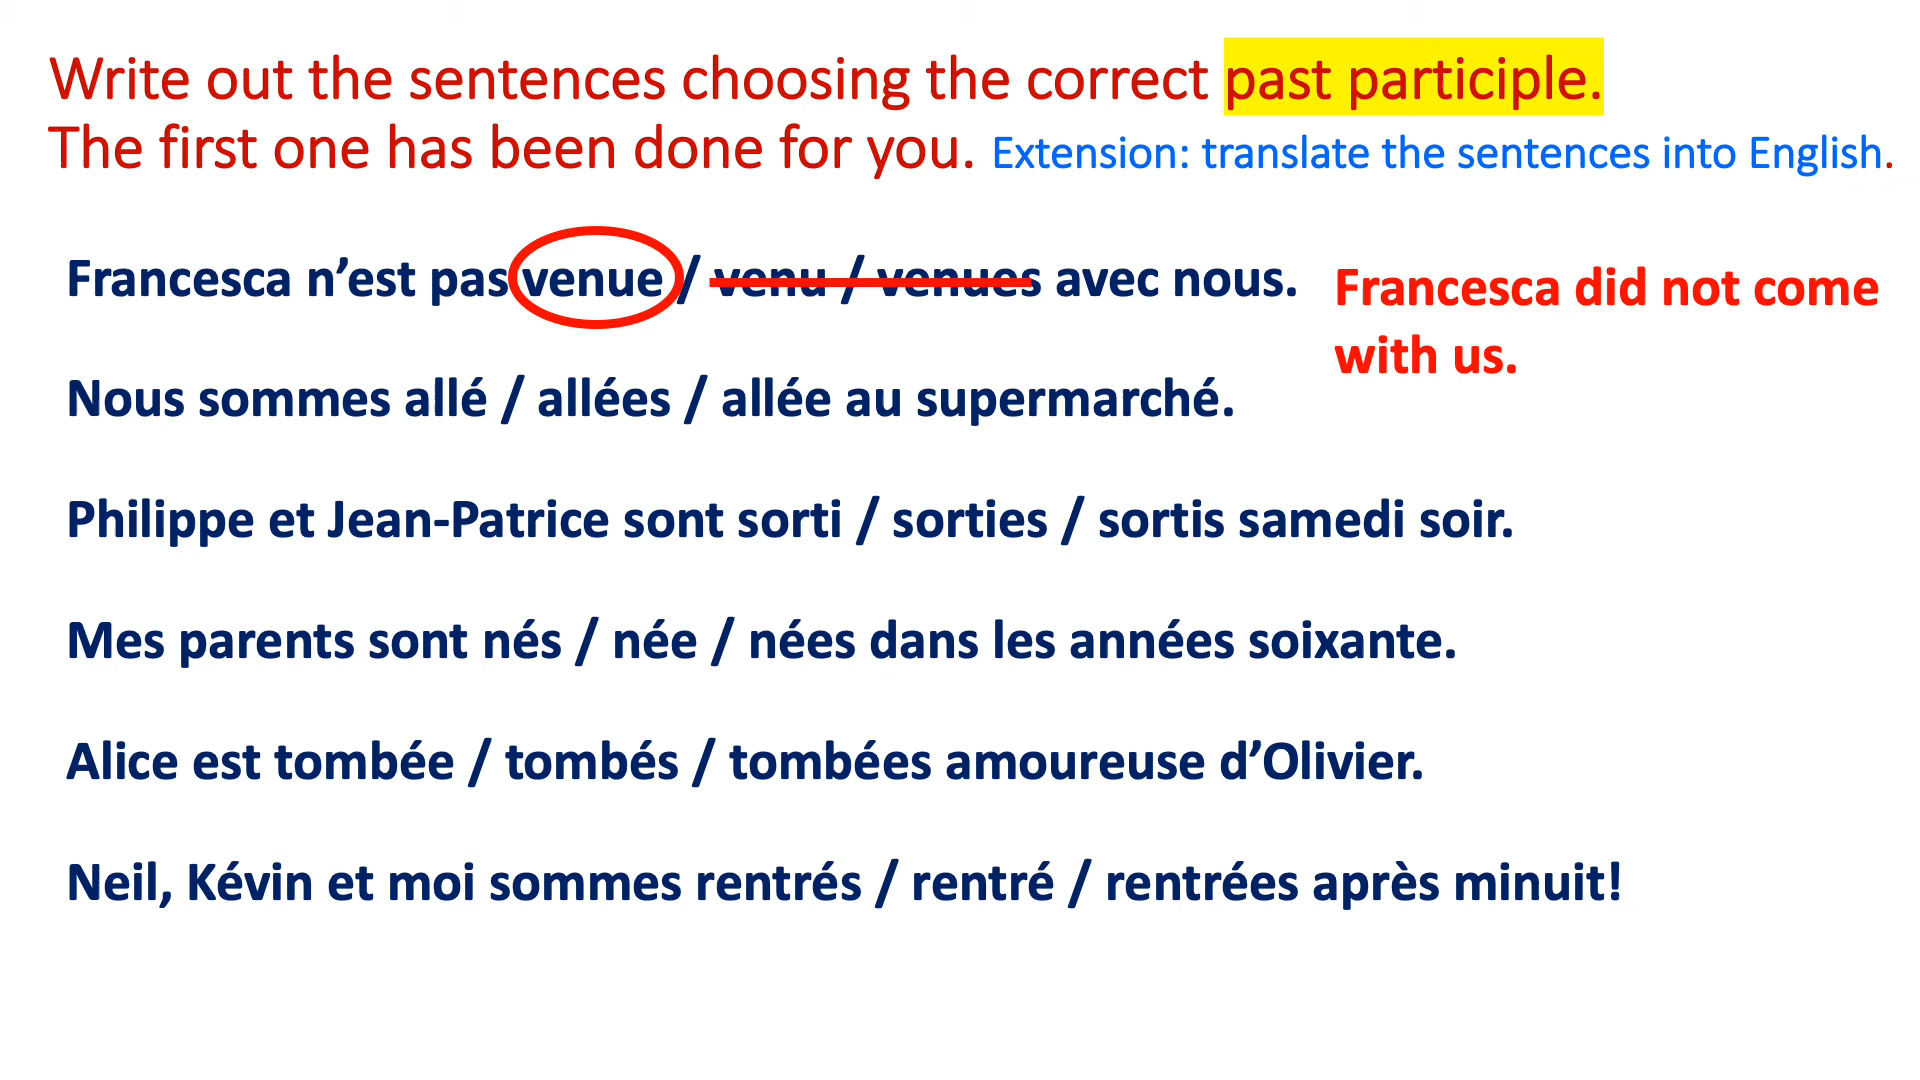 Write out the sentences choosing the correct past participle.
The first one has been done for you. Extension: translate the sentences into English.
Francesca n’est pas venue / venu / venues avec nous.
Francesca did not come
with us.
Nous sommes allé / allées / allée au supermarché.
Philippe et Jean-Patrice sont sorti / sorties / sortis samedi soir.
Mes parents sont nés / née / nées dans les années soixante.
Alice est tombée / tombés / tombées amoureuse d’Olivier.
Neil, Kévin et moi sommes rentrés / rentré / rentrées après minuit!